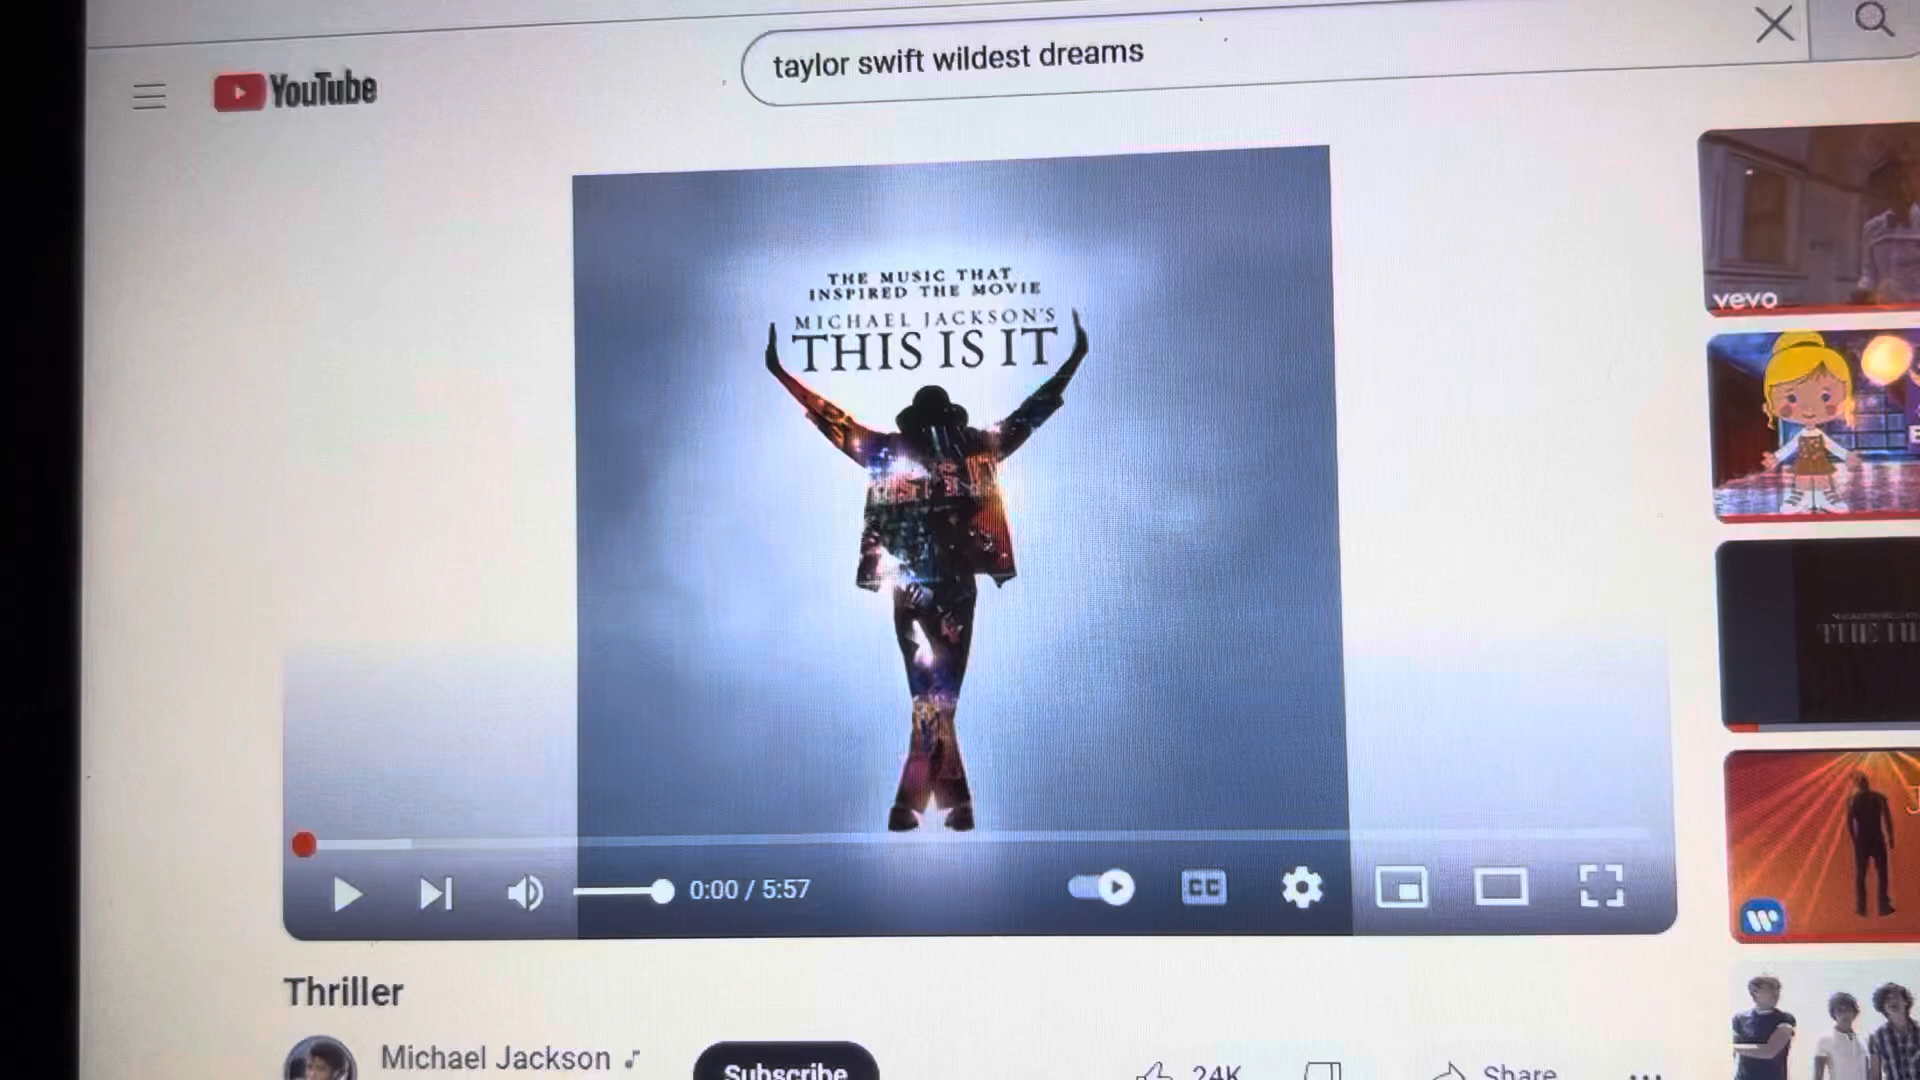 YouTube
taylor swift wildest dreams
THE MUSIC THAT
INSPIRED THE MOVIE
MICHAEL JACKSON'S
THIS IS IT
vevo
0:00 / 5:57
CC
Thriller
Michael Jackson
Subscribe
24K
Share